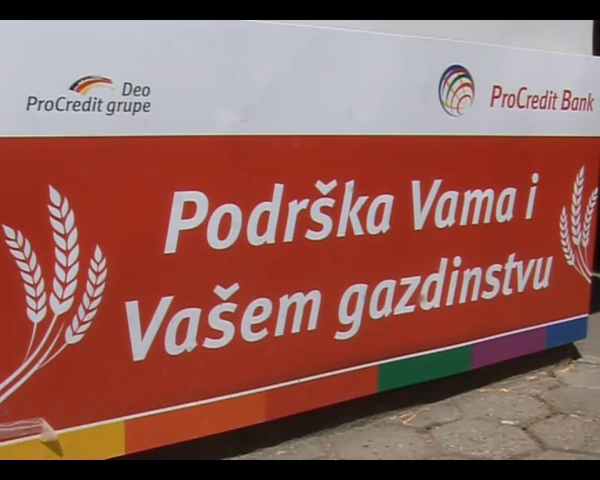 Deo
ProCredit grupe
ProCredit Bank
Podrška Vama i
Vašem gazdinstvu